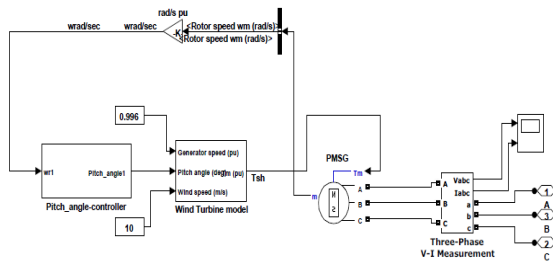 rad/s pu
wrad/sec
wrad/sec
<Rotor speed wm (rad/s)>
-K-
<Rotor speed wm (rad/s)>
0.996
wr1
Pitch_angle1
Pitch_angle-controller
Generator speed (pu)
Pitch angle (deg)
Tm (pu)
Wind speed (m/s)
Tsh
Wind Turbine model
10
PMSG
Tm
m
N
S
A
B
C
A
B
C
Vabc
Iabc
a
b
c
Three-Phase
V-I Measurement
1
A
3
B
2
C